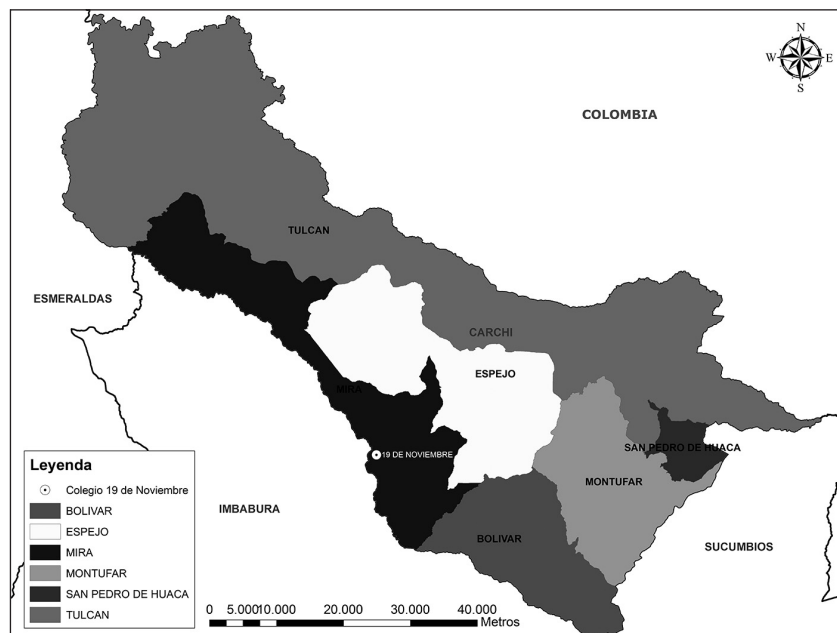 N
W E
S
COLOMBIA
TULCAN
ESMERALDAS
CARCHI
ESPEJO
MIRA
SAN PEDRO DE HUACA
19 DE NOVIEMBRE
MONTUFAR
IMBABURA
BOLIVAR
SUCUMBIOS
Leyenda
Colegio 19 de Noviembre
BOLIVAR
ESPEJO
MIRA
MONTUFAR
SAN PEDRO DE HUACA
TULCAN
0 5.000 10.000 20.000 30.000 40.000
Metros